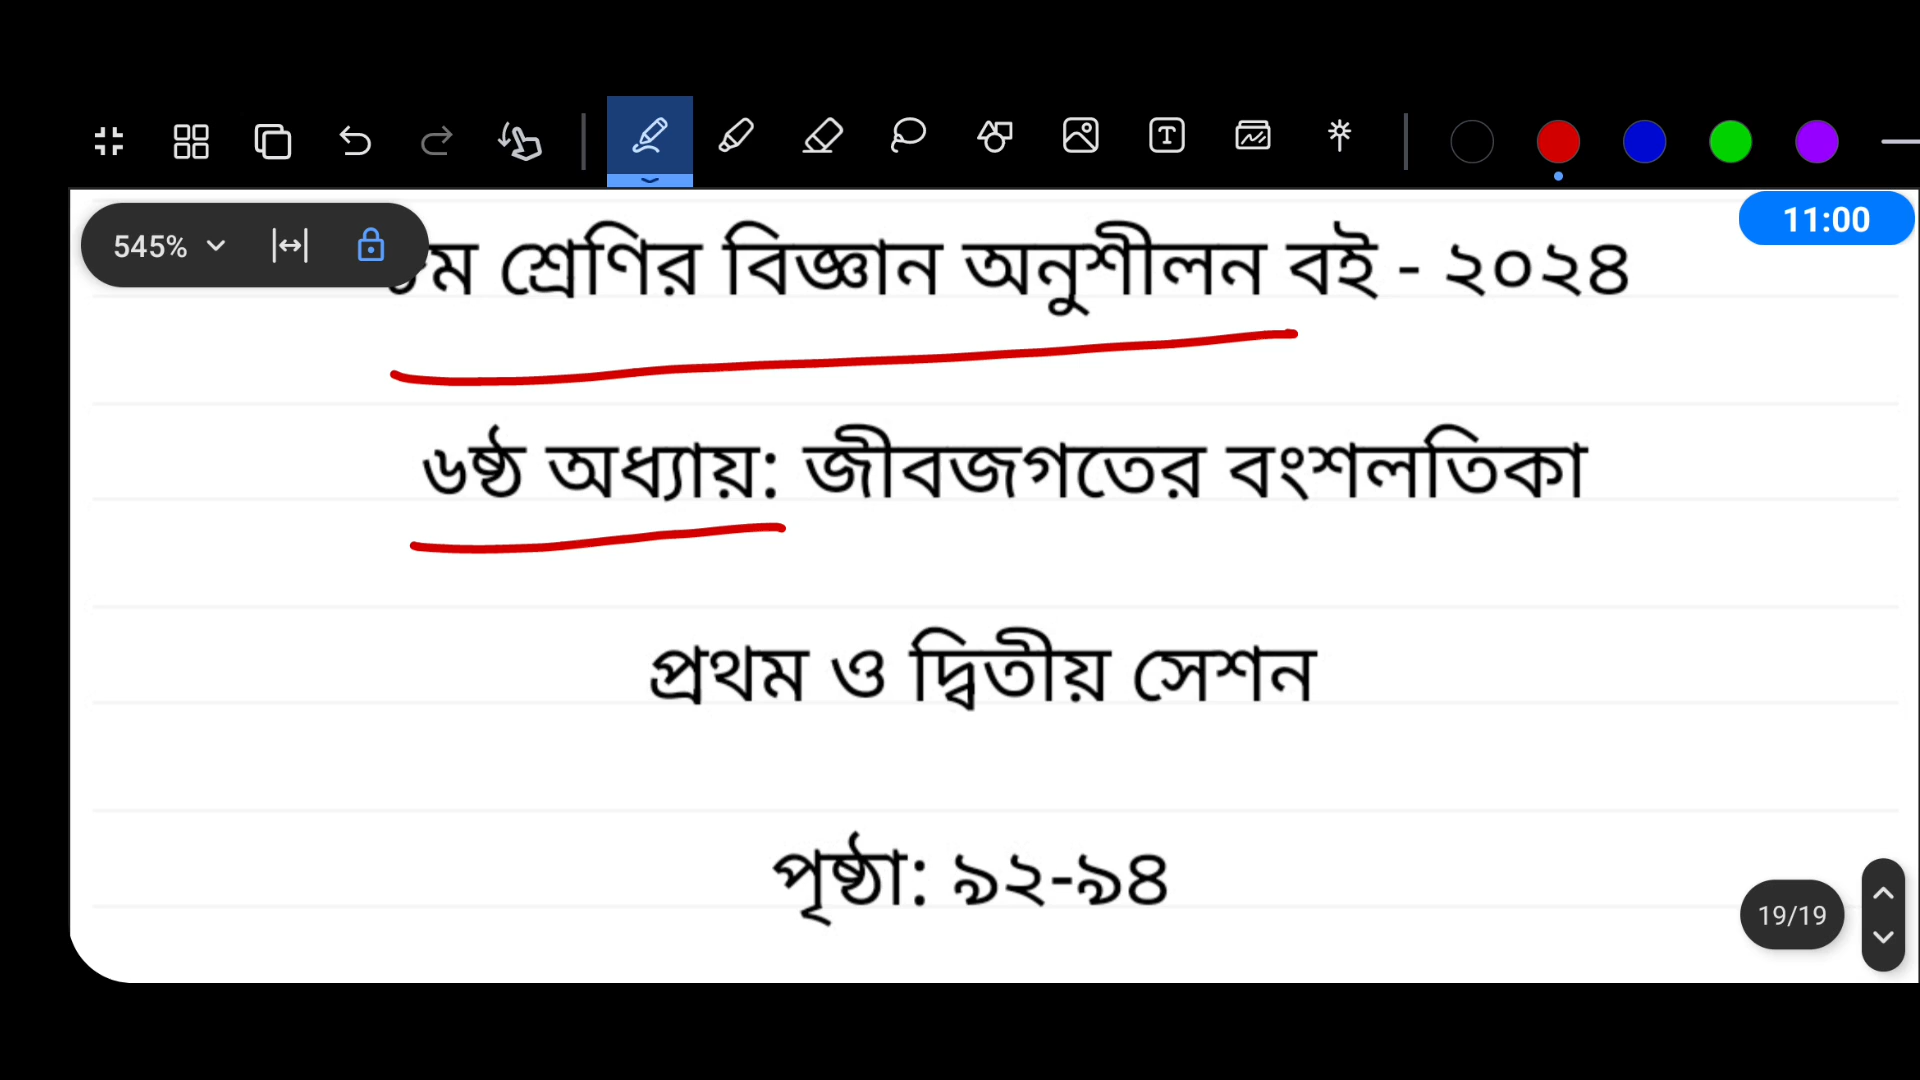 545%
11:00
শ্রেণির বিজ্ঞান অনুশীলন বই - ২০২৪
৬ষ্ঠ অধ্যায়: জীবজগতের বংশলতিকা
প্রথম ও দ্বিতীয় সেশন
পৃষ্ঠা: ৯২-৯৪
19/19